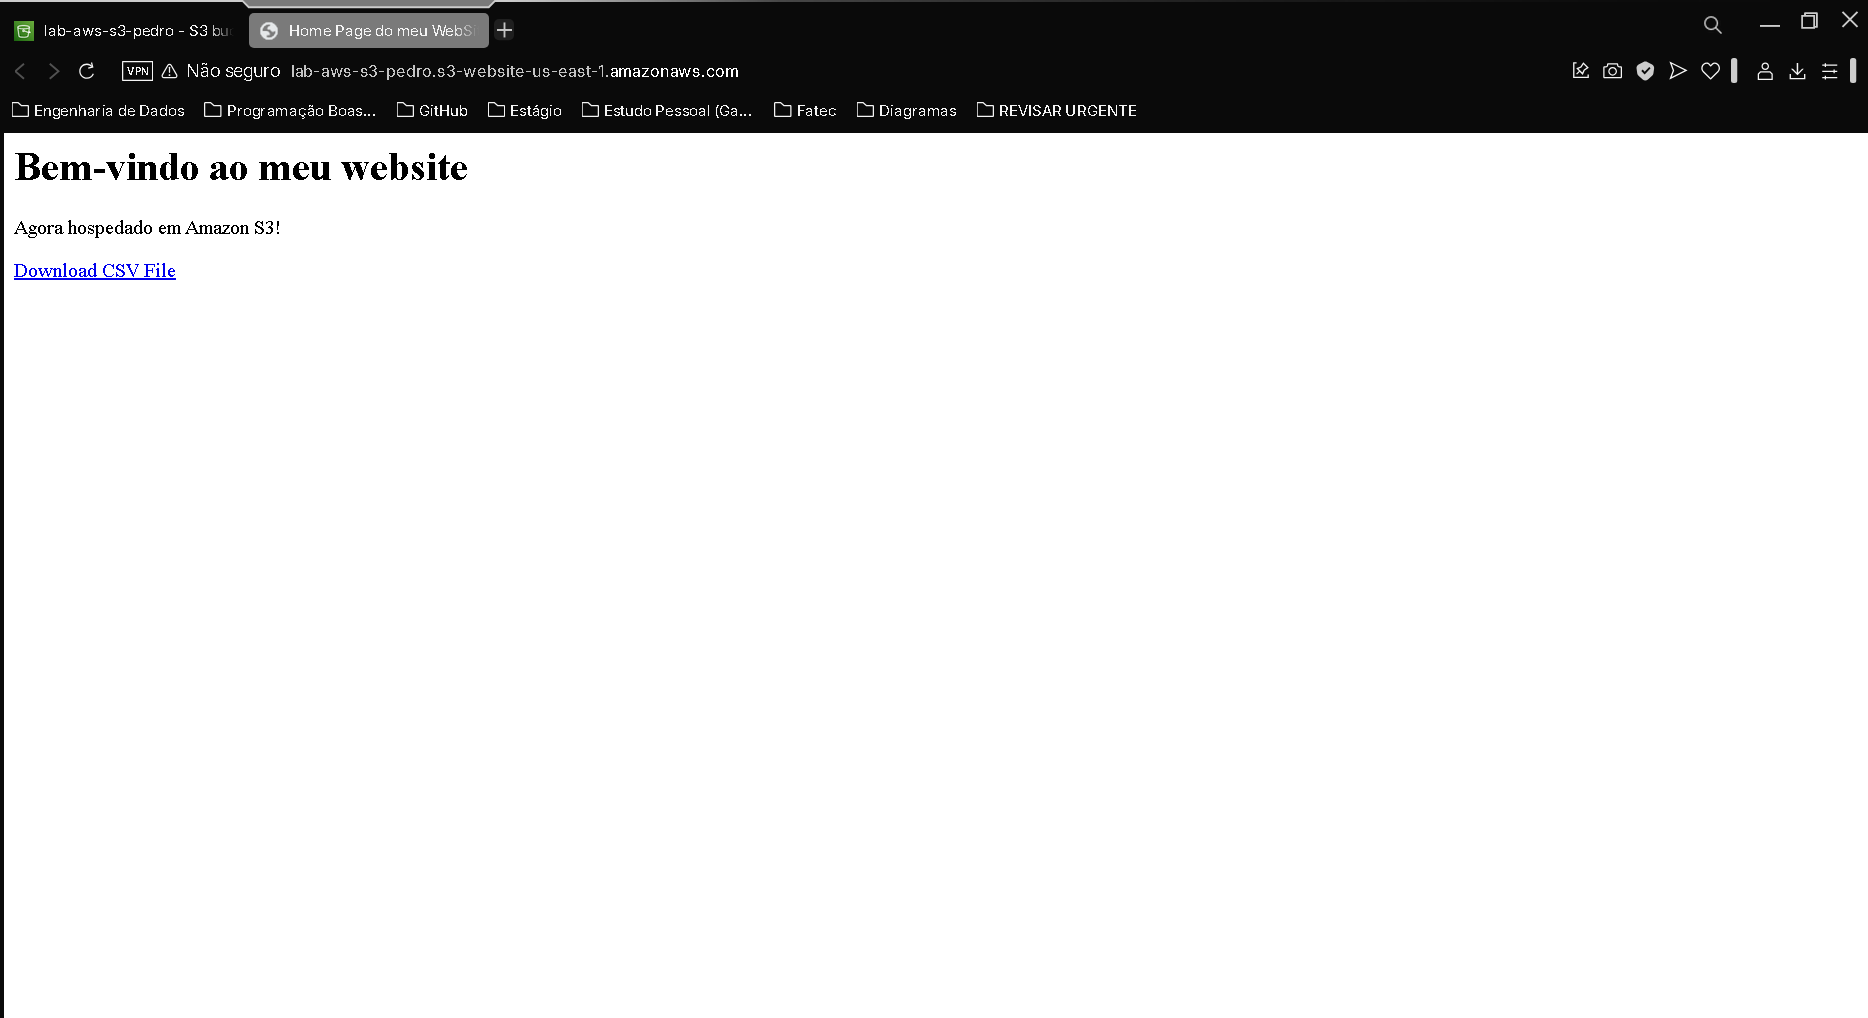 lab-aws-s3-pedro - S3 bu
Home Page do meu WebSi
VPN
Não seguro lab-aws-s3-pedro.s3-website-us-east-1.amazonaws.com
Engenharia de Dados Programação Boas... GitHub Estágio Estudo Pessoal (Ga... Fatec Diagramas REVISAR URGENTE
Bem-vindo ao meu website
Agora hospedado em Amazon S3!
Download CSV File